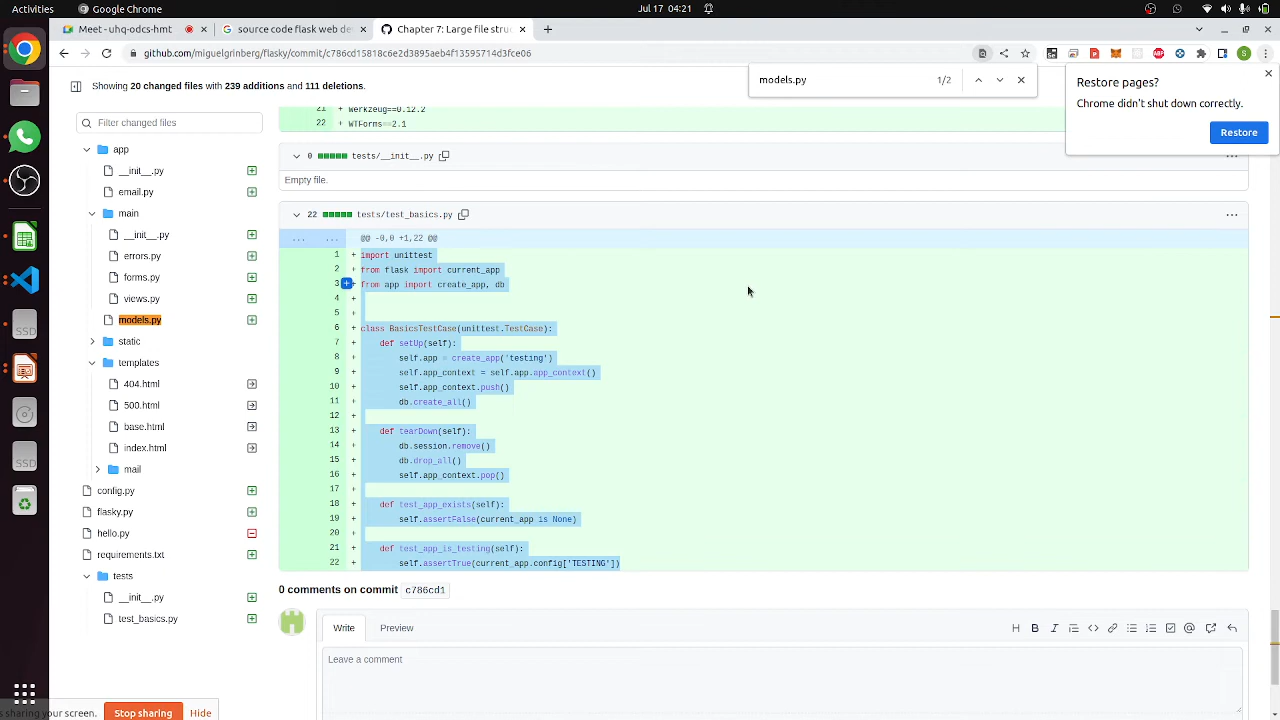 Activities Google Chrome Jul 17 04:21
Meet - uhq-odcs-hmt source code flask web de Chapter 7: Large file struc
github.com/miguelgrinberg/flasky/commit/c786cd15818c6e2d3895aeb4f13595714d3fce06
models.py 1/2
Restore pages?
Chrome didn't shut down correctly.
Restore
Showing 20 changed files with 239 additions and 111 deletions.
Filter changed files
app
__init__.py
email.py
main
__init__.py
errors.py
forms.py
views.py
models.py
static
templates
404.html
500.html
base.html
index.html
mail
config.py
flasky.py
hello.py
requirements.txt
tests
__init__.py
test_basics.py
21 + Werkzeug==0.12.2
22 + WTForms==2.1
0 tests/__init__.py
Empty file.
22 tests/test_basics.py
... ... @@ -0,0 +1,22 @@
1 + import unittest
2 + from flask import current_app
3 + from app import create_app, db
4 +
5 +
6 + class BasicsTestCase(unittest.TestCase):
7 + def setUp(self):
8 + self.app = create_app('testing')
9 + self.app_context = self.app.app_context()
10 + self.app_context.push()
11 + db.create_all()
12 +
13 + def tearDown(self):
14 + db.session.remove()
15 + db.drop_all()
16 + self.app_context.pop()
17 +
18 + def test_app_exists(self):
19 + self.assertFalse(current_app is None)
20 +
21 + def test_app_is_testing(self):
22 + self.assertTrue(current_app.config['TESTING'])
0 comments on commit c786cd1
Write Preview
Leave a comment
s sharing your screen. Stop sharing Hide